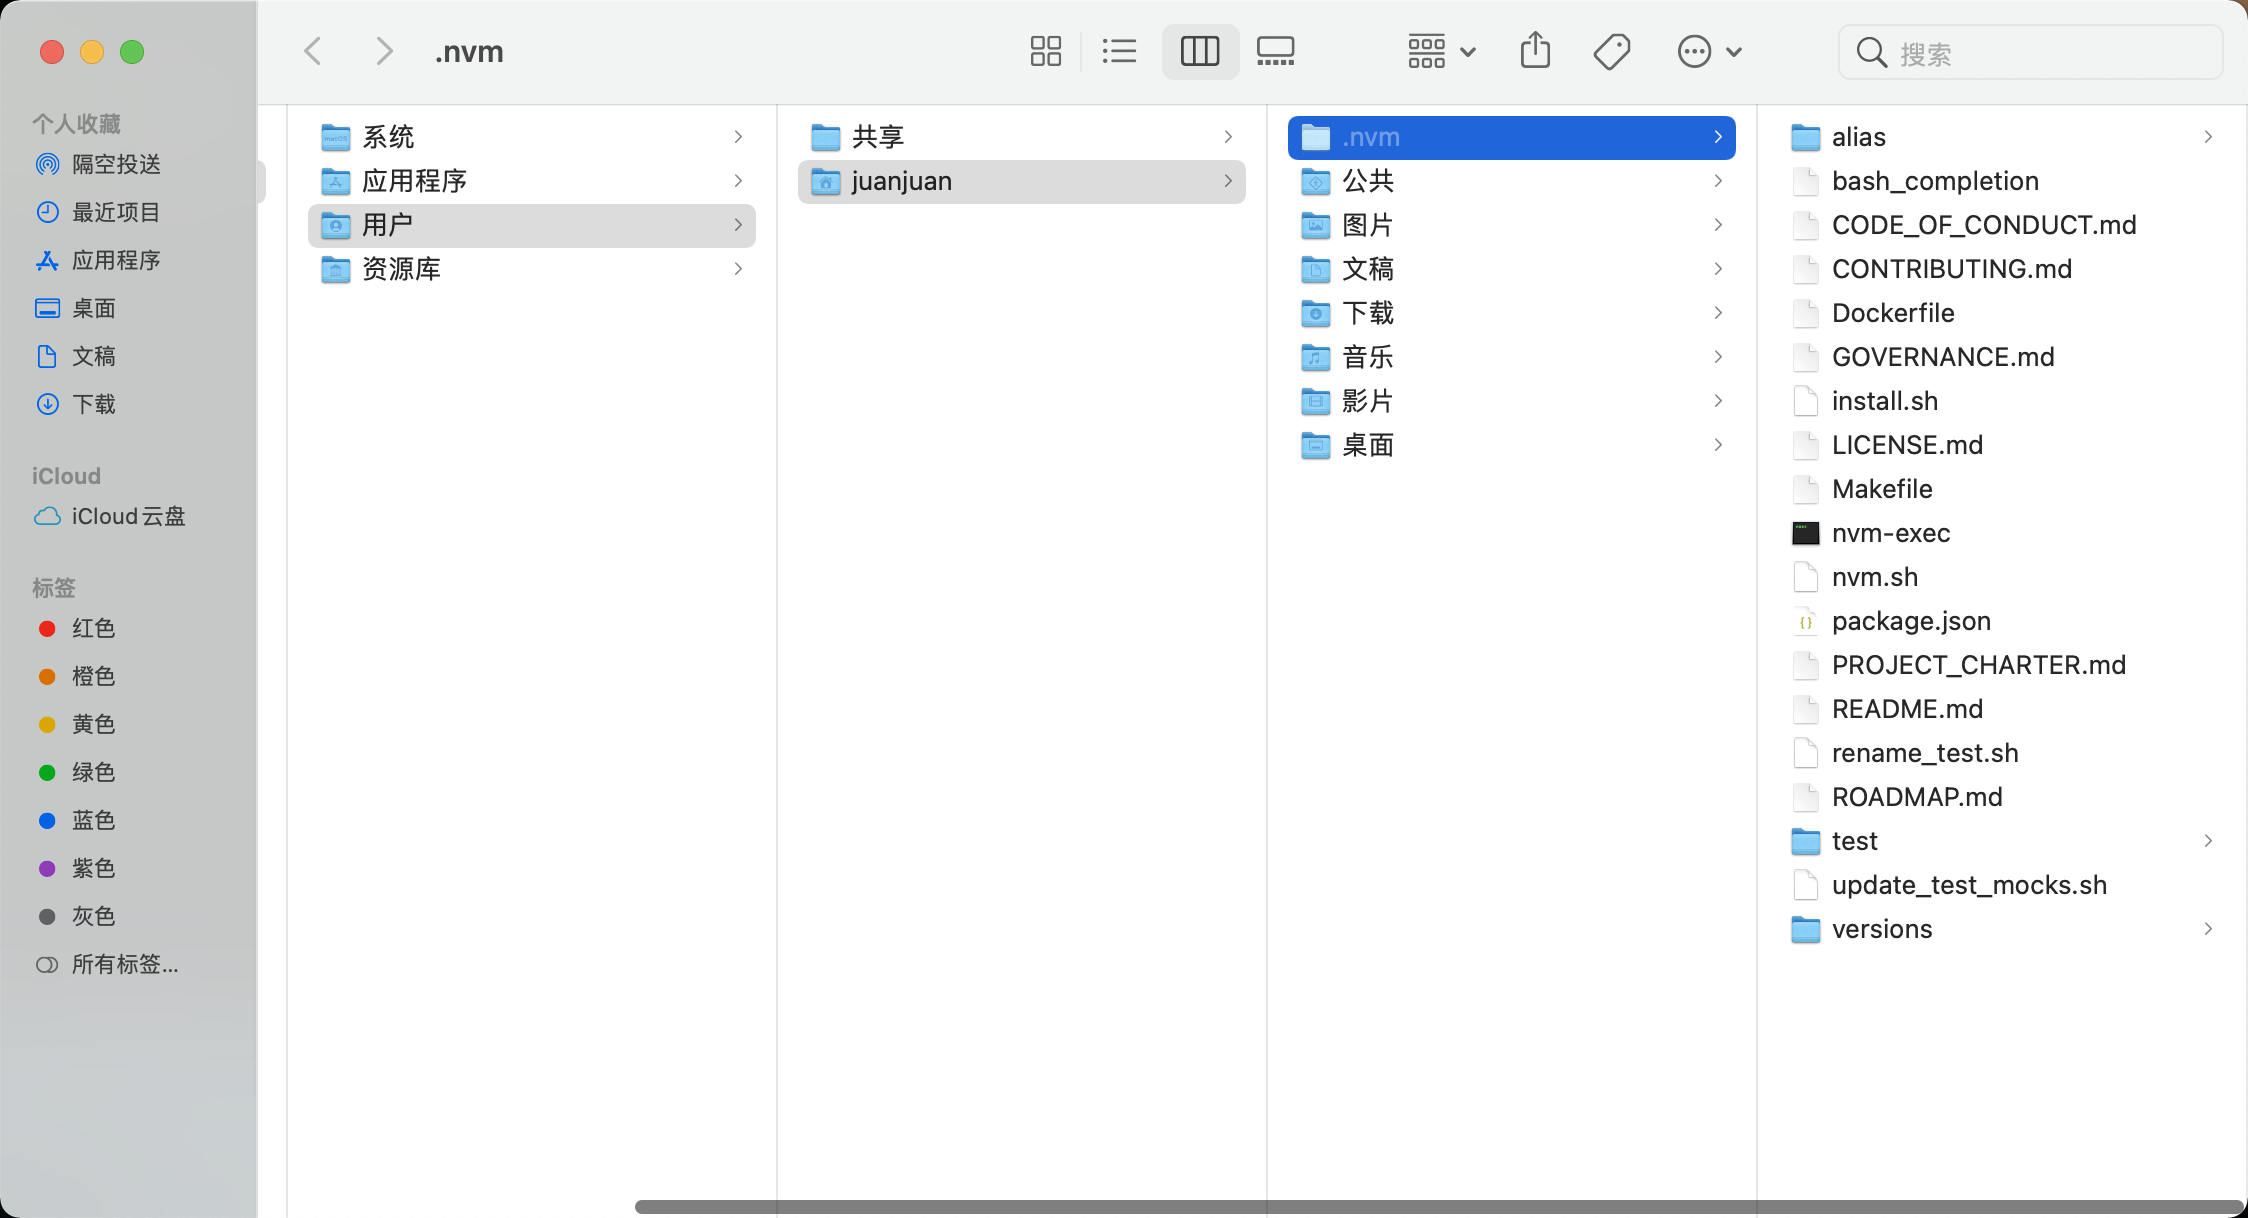 .nvm
搜索
个人收藏
隔空投送
最近项目
应用程序
桌面
文稿
下载
iCloud
iCloud云盘
标签
红色
橙色
黄色
绿色
蓝色
紫色
灰色
所有标签...
系统
应用程序
用户
资源库
共享
juanjuan
.nvm
公共
图片
文稿
下载
音乐
影片
桌面
alias
bash_completion
CODE_OF_CONDUCT.md
CONTRIBUTING.md
Dockerfile
GOVERNANCE.md
install.sh
LICENSE.md
Makefile
nvm-exec
nvm.sh
package.json
PROJECT_CHARTER.md
README.md
rename_test.sh
ROADMAP.md
test
update_test_mocks.sh
versions